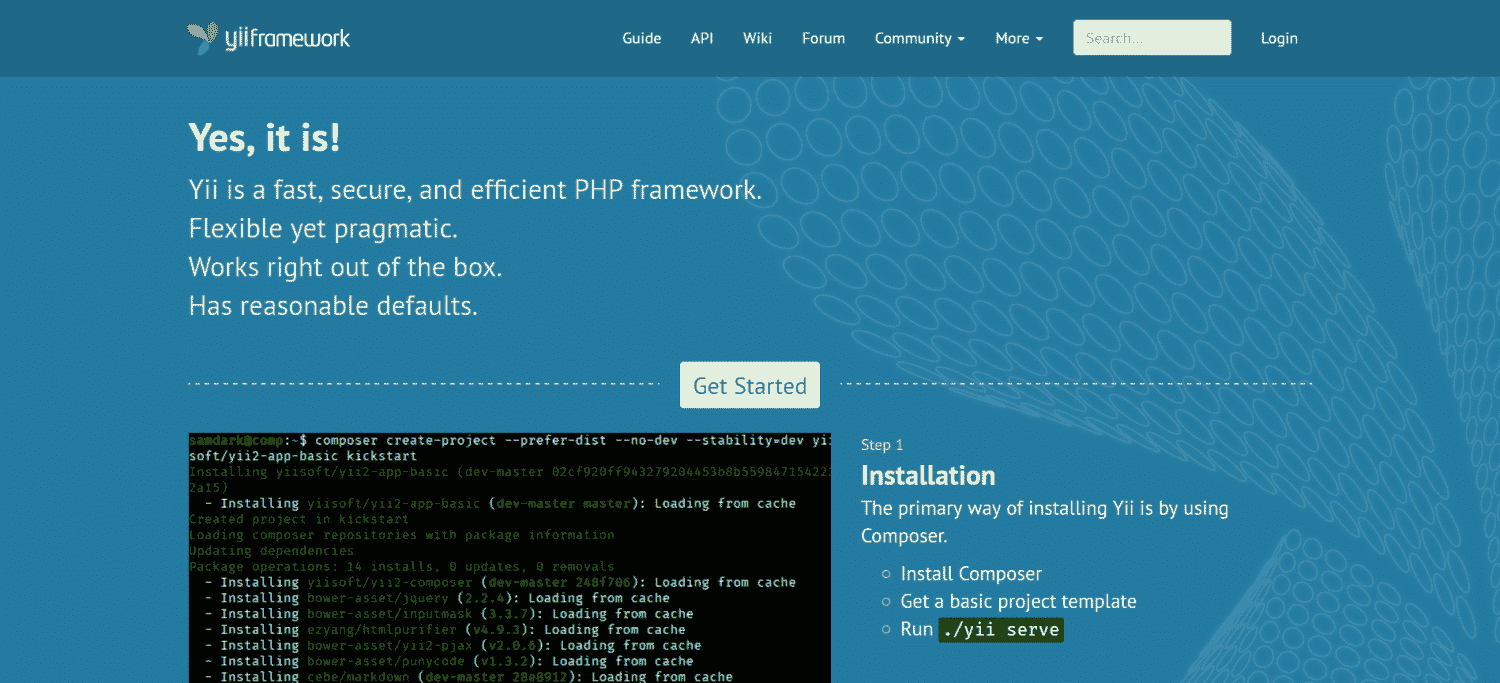 yiiframework
Guide API Wiki Forum Community More Search... Login
Yes, it is!
Yii is a fast, secure, and efficient PHP framework.
Flexible yet pragmatic.
Works right out of the box.
Has reasonable defaults.
Get Started
samdark@comp:~$ composer create-project --prefer-dist --no-dev --stability=dev yii
soft/yii2-app-basic kickstart
Installing yiisoft/yii2-app-basic (dev-master
2a15)
- Installing yiisoft/yii2-app-basic (dev-master master): Loading from cache
Created project in kickstart
Loading composer repositories with package information
Updating dependencies
Package operations: 14 installs, 0 updates, 0 removals
- Installing yiisoft/yii2-composer (dev-master 248f706): Loading from cache
- Installing bower-asset/jquery (2.2.4): Loading from cache
- Installing bower-asset/inputmask (3.3.7): Loading from cache
- Installing ezyang/htmlpurifier (v4.9.3): Loading from cache
- Installing bower-asset/yii2-pjax (v2.0.6): Loading from cache
- Installing bower-asset/punycode (v1.3.2): Loading from cache
- Installing cebe/markdown (dev-master 28e8912): Loading from cache
Step 1
Installation
The primary way of installing Yii is by using
Composer.
Install Composer
Get a basic project template
Run ./yii serve